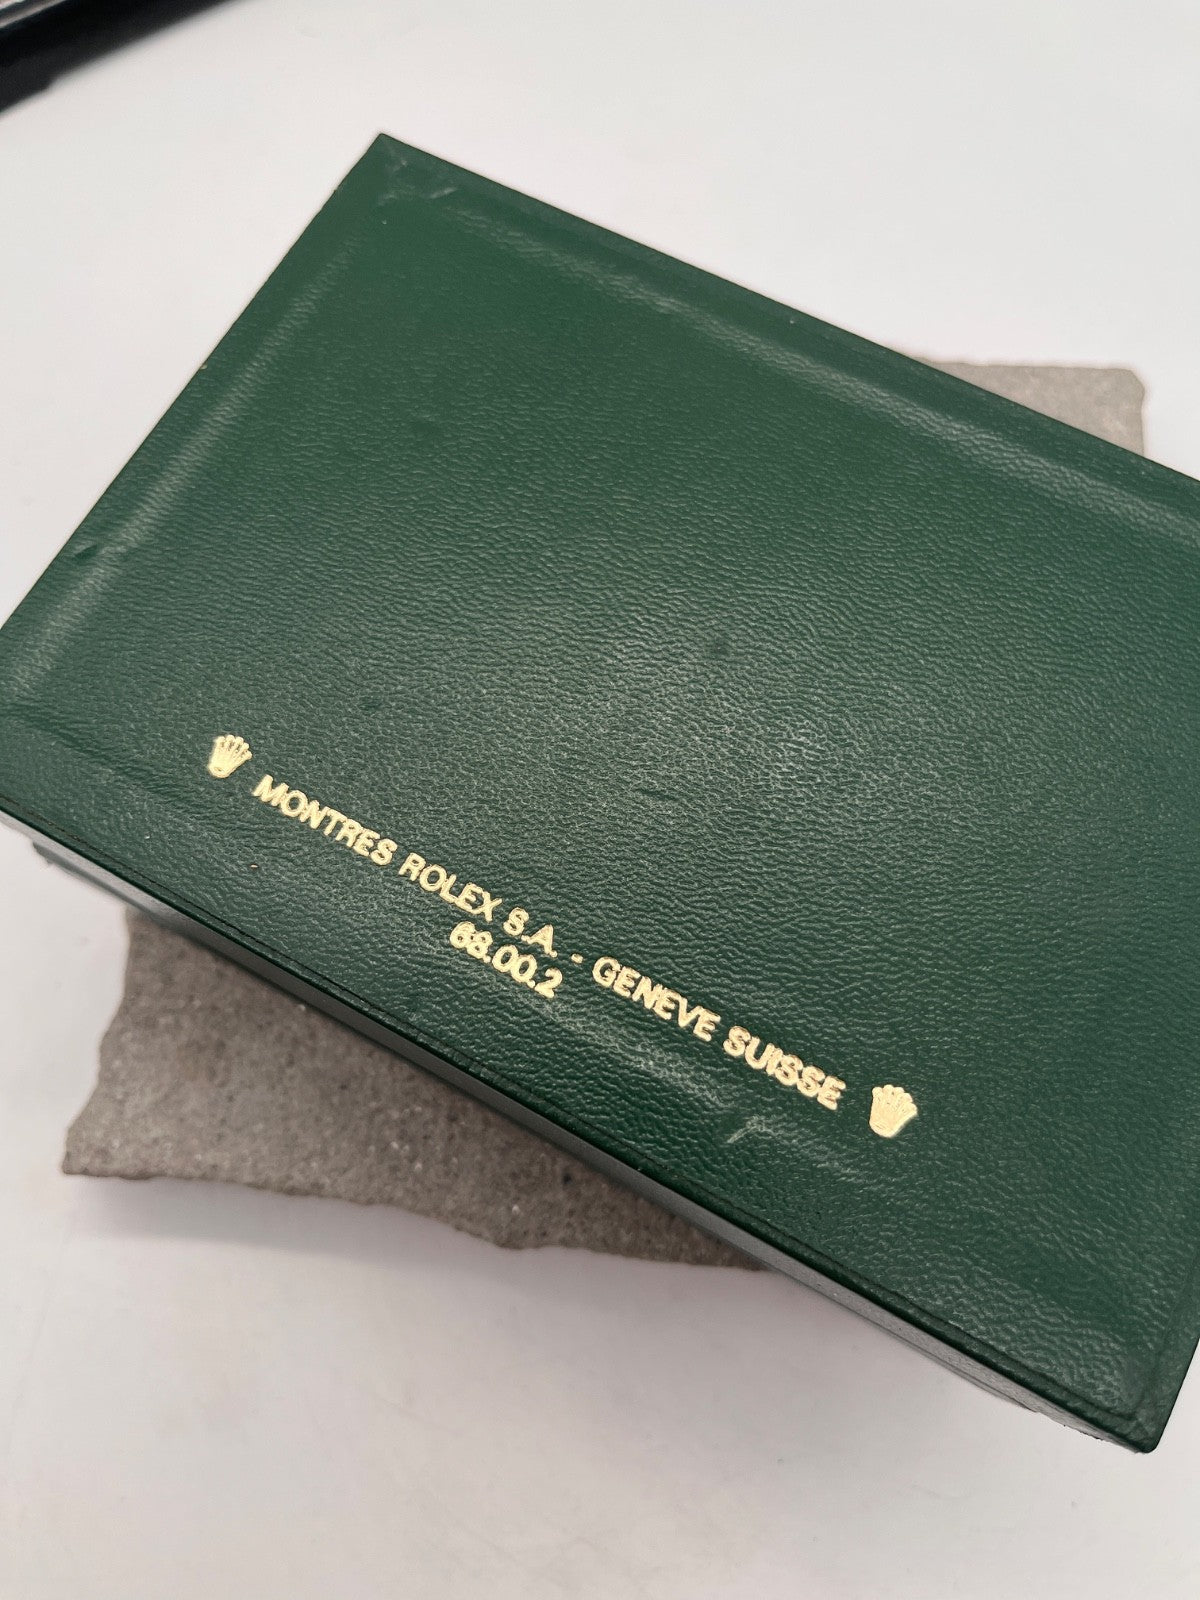 MONTRES ROLEX S.A. - GENEVE SUISSE
68.00.2